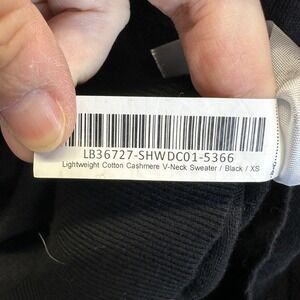 LB36727-SHWDC01-5366
Lightweight Cotton Cashmere V-Neck Sweater / Black / XS